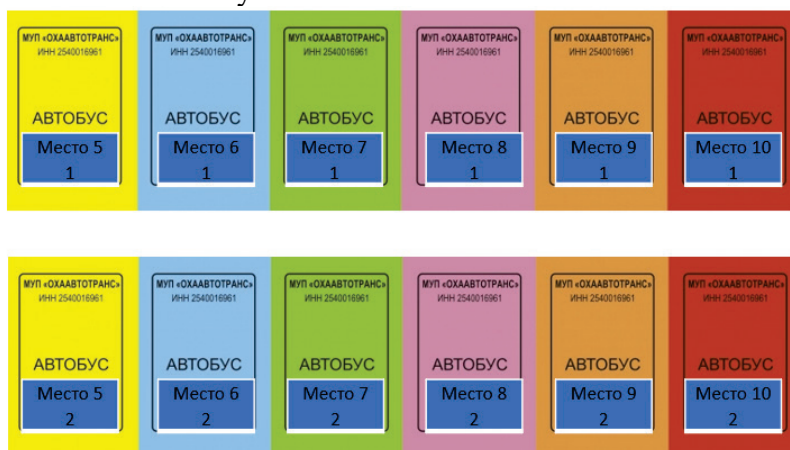 МУП «ОХААВТОТРАНС»
ИНН 2540016961
АВТОБУС
Место 5
1
МУП «ОХААВТОТРАНС»
ИНН 2540016961
АВТОБУС
Место 6
1
МУП «ОХААВТОТРАНС»
ИНН 2540016961
АВТОБУС
Место 7
1
МУП «ОХААВТОТРАНС»
ИНН 2540016961
АВТОБУС
Место 8
1
МУП «ОХААВТОТРАНС»
ИНН 2540016961
АВТОБУС
Место 9
1
МУП «ОХААВТОТРАНС»
ИНН 2540016961
АВТОБУС
Место 10
1
МУП «ОХААВТОТРАНС»
ИНН 2540016961
АВТОБУС
Место 5
2
МУП «ОХААВТОТРАНС»
ИНН 2540016961
АВТОБУС
Место 6
2
МУП «ОХААВТОТРАНС»
ИНН 2540016961
АВТОБУС
Место 7
2
МУП «ОХААВТОТРАНС»
ИНН 2540016961
АВТОБУС
Место 8
2
МУП «ОХААВТОТРАНС»
ИНН 2540016961
АВТОБУС
Место 9
2
МУП «ОХААВТОТРАНС»
ИНН 2540016961
АВТОБУС
Место 10
2